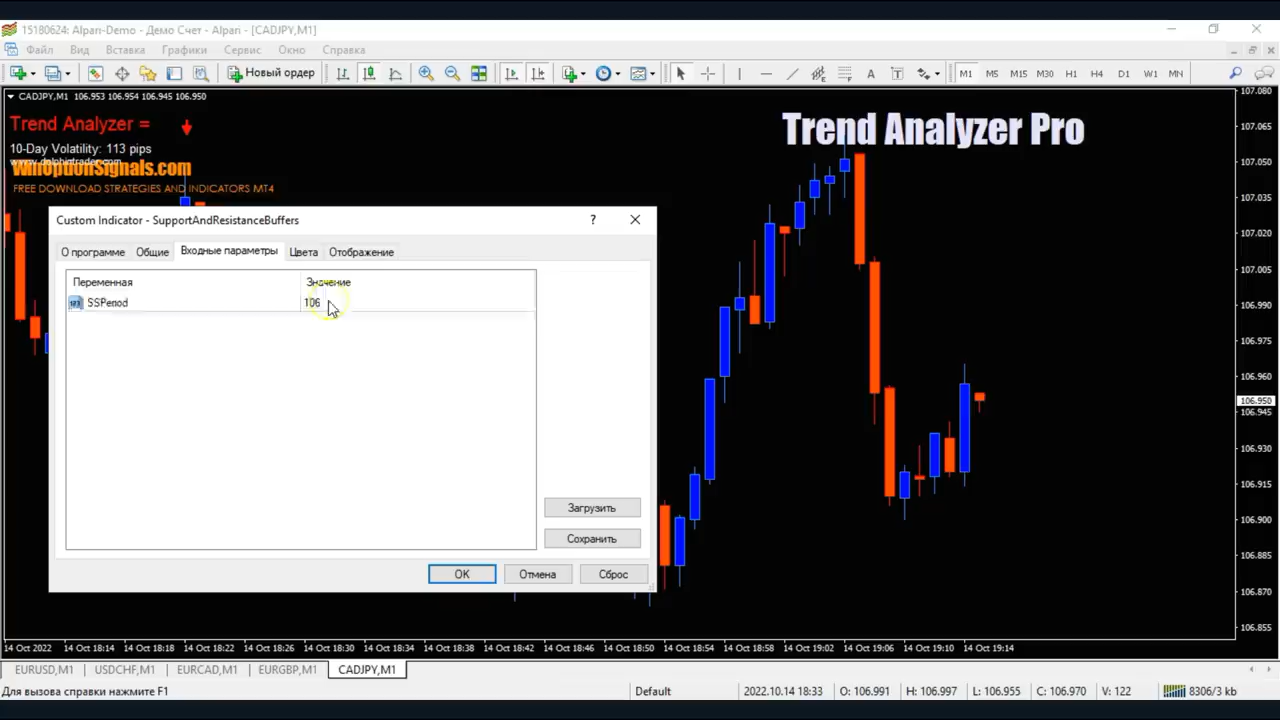 15180624: Alpari-Demo - Демо Счет - Alpari - [CADJPY,M1]
Файл Вид Вставка Графики Сервис Окно Справка
Новый ордер M1 M5 M15 M30 H1 H4 D1 W1 MN
CADJPY,M1 106.953 106.954 106.945 106.950
Trend Analyzer =
10-Day Volatility: 113 pips
www.dolphintrader.com
WinOptionSignals.com
FREE DOWNLOAD STRATEGIES AND INDICATORS MT4
Trend Analyzer Pro
Custom Indicator - SupportAndResistanceBuffers
?
О программе Общие Входные параметры Цвета Отображение
Переменная Значение
123 SSPeriod 106
Загрузить
Сохранить
OK Отмена Сброс
107.080
107.065
107.050
107.035
107.020
107.005
106.990
106.975
106.960
106.950
106.945
106.930
106.915
106.900
106.885
106.870
106.855
14 Oct 2022 14 Oct 18:14 14 Oct 18:18 14 Oct 18:22 14 Oct 18:26 14 Oct 18:30 14 Oct 18:34 14 Oct 18:38 14 Oct 18:42 14 Oct 18:46 14 Oct 18:50 14 Oct 18:54 14 Oct 18:58 14 Oct 19:02 14 Oct 19:06 14 Oct 19:10 14 Oct 19:14
EURUSD,M1 USDCHF,M1 EURCAD,M1 EURGBP,M1 CADJPY,M1
Для вызова справки нажмите F1 Default 2022.10.14 18:33 O: 106.991 H: 106.997 L: 106.955 C: 106.970 V: 122 8306/3 kb